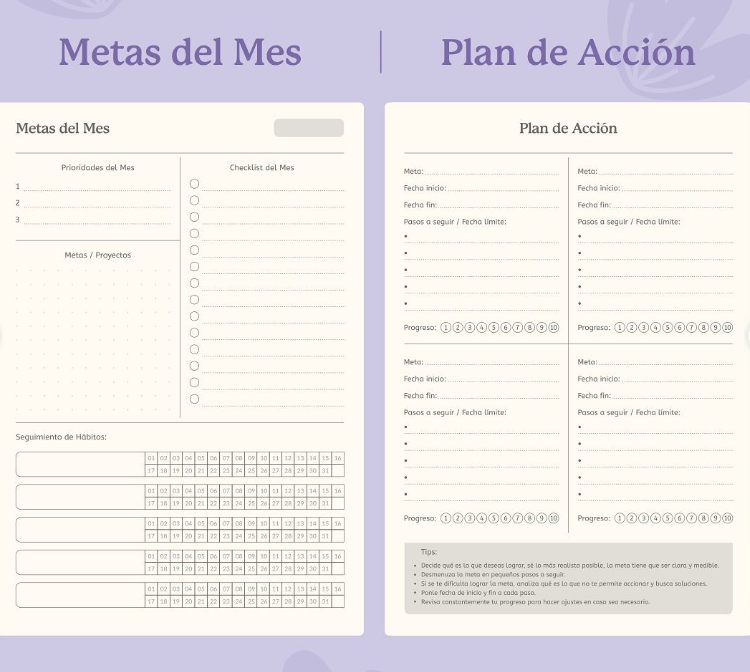 Metas del Mes
Plan de Acción
Metas del Mes
Prioridades del Mes
1
2
3
Metas / Proyectos
Checklist del Mes
Seguimiento de Hábitos:
01 02 03 04 05 06 07 08 09 10 11 12 13 14 15 16
17 18 19 20 21 22 23 24 25 26 27 28 29 30 31
01 02 03 04 05 06 07 08 09 10 11 12 13 14 15 16
17 18 19 20 21 22 23 24 25 26 27 28 29 30 31
01 02 03 04 05 06 07 08 09 10 11 12 13 14 15 16
17 18 19 20 21 22 23 24 25 26 27 28 29 30 31
01 02 03 04 05 06 07 08 09 10 11 12 13 14 15 16
17 18 19 20 21 22 23 24 25 26 27 28 29 30 31
01 02 03 04 05 06 07 08 09 10 11 12 13 14 15 16
17 18 19 20 21 22 23 24 25 26 27 28 29 30 31
Plan de Acción
Meta:
Fecha inicio:
Fecha fin:
Pasos a seguir / Fecha límite:
Progreso: 1 2 3 4 5 6 7 8 9 10
Meta:
Fecha inicio:
Fecha fin:
Pasos a seguir / Fecha límite:
Progreso: 1 2 3 4 5 6 7 8 9 10
Meta:
Fecha inicio:
Fecha fin:
Pasos a seguir / Fecha límite:
Progreso: 1 2 3 4 5 6 7 8 9 10
Meta:
Fecha inicio:
Fecha fin:
Pasos a seguir / Fecha límite:
Progreso: 1 2 3 4 5 6 7 8 9 10
Tips:
• Decide qué es lo que deseas lograr, sé lo más realista posible, la meta tiene que ser clara y medible.
• Desmenuza la meta en pequeños pasos a seguir.
• Si se te dificulta lograr la meta, analiza qué es lo que no te permite accionar y busca soluciones.
• Ponle fecha de inicio y fin a cada paso.
• Revisa constantemente tu progreso para hacer ajustes en caso sea necesario.